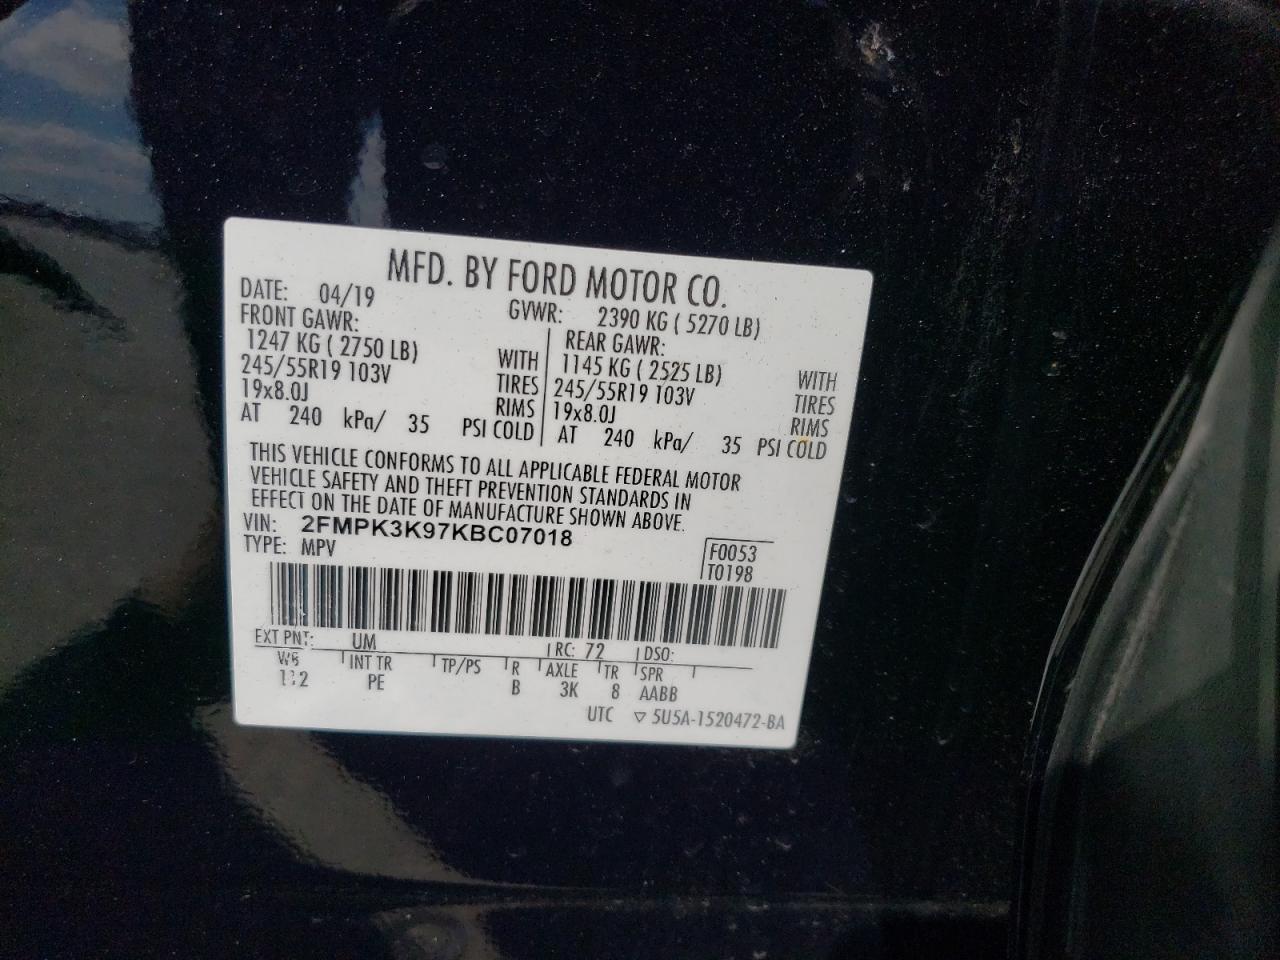 MFD. BY FORD MOTOR CO.
DATE: 04/19 GVWR: 2390 KG ( 5270 LB)
FRONT GAWR: REAR GAWR:
1247 KG ( 2750 LB) WITH 1145 KG ( 2525 LB) WITH
245/55R19 103V TIRES 245/55R19 103V TIRES
19x8.0J RIMS 19x8.0J RIMS
AT 240 kPa/ 35 PSI COLD AT 240 kPa/ 35 PSI COLD
THIS VEHICLE CONFORMS TO ALL APPLICABLE FEDERAL MOTOR
VEHICLE SAFETY AND THEFT PREVENTION STANDARDS IN
EFFECT ON THE DATE OF MANUFACTURE SHOWN ABOVE.
VIN: 2FMPK3K97KBC07018
TYPE: MPV F0053
T0198
EXT PNT: UM RC: 72 DSO:
WB INT TR TP/PS R AXLE TR SPR
112 PE B 3K 8 AABB
UTC ▽ 5U5A-1520472-BA